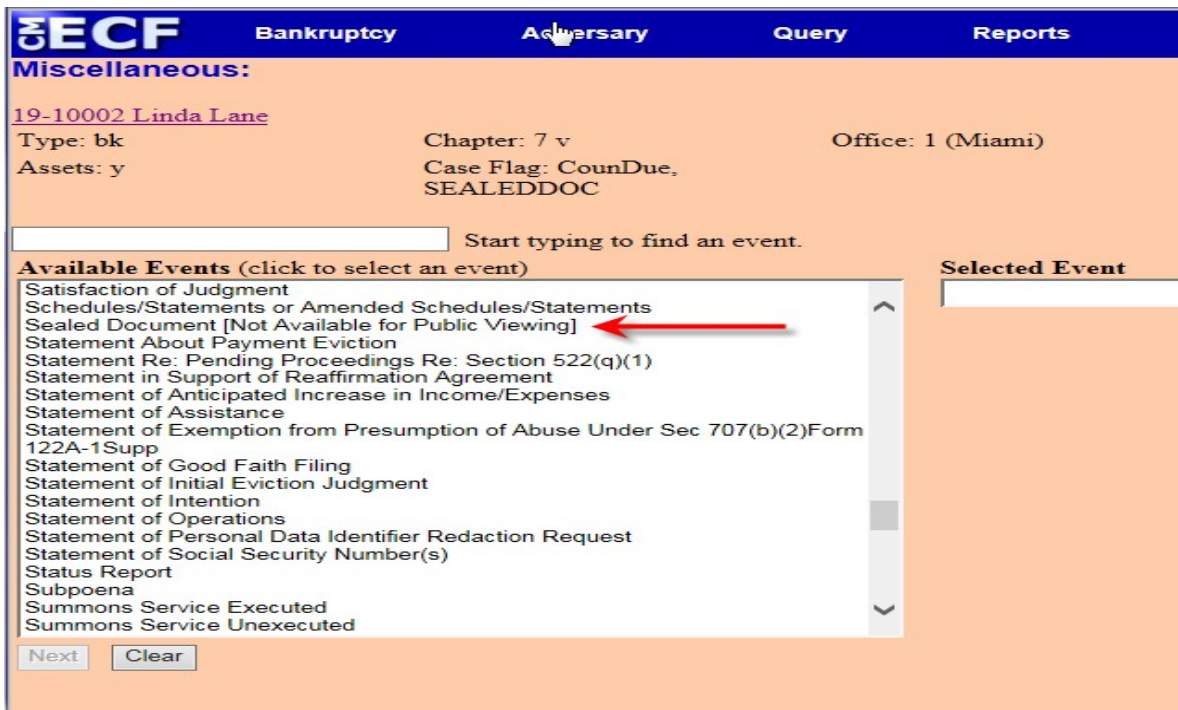 CM ECF Bankruptcy Adversary Query Reports
Miscellaneous:
19-10002 Linda Lane
Type: bk Chapter: 7 v Office: 1 (Miami)
Assets: y Case Flag: CounDue,
SEALEDDOC
Start typing to find an event.
Available Events (click to select an event) Selected Event
Satisfaction of Judgment
Schedules/Statements or Amended Schedules/Statements
Sealed Document [Not Available for Public Viewing]
Statement About Payment Eviction
Statement Re: Pending Proceedings Re: Section 522(q)(1)
Statement in Support of Reaffirmation Agreement
Statement of Anticipated Increase in Income/Expenses
Statement of Assistance
Statement of Exemption from Presumption of Abuse Under Sec 707(b)(2)Form
122A-1Supp
Statement of Good Faith Filing
Statement of Initial Eviction Judgment
Statement of Intention
Statement of Operations
Statement of Personal Data Identifier Redaction Request
Statement of Social Security Number(s)
Status Report
Subpoena
Summons Service Executed
Summons Service Unexecuted
Next Clear